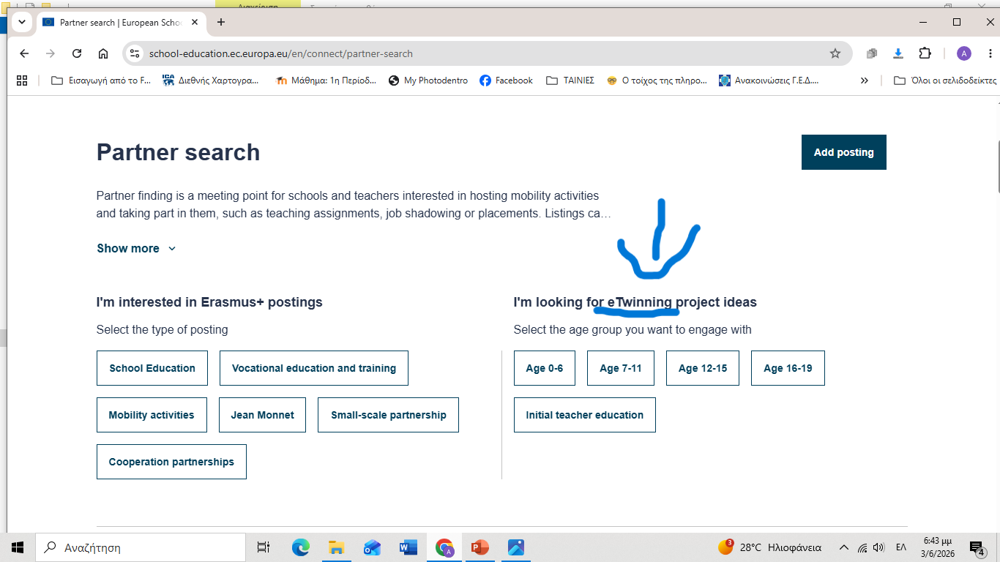 Διαχείριση
Partner search | European Schoo
school-education.ec.europa.eu/en/connect/partner-search
A
Εισαγωγή από το F...
ICA Διεθνής Χαρτογρα...
Μάθημα: 1η Περίοδ...
My Photodentro
Facebook
ΤΑΙΝΙΕΣ
Ο τοίχος της πληρο...
Ανακοινώσεις Γ.Ε.Δ....
»
Όλοι οι σελιδοδείκτες
Partner search
Add posting
Partner finding is a meeting point for schools and teachers interested in hosting mobility activities
and taking part in them, such as teaching assignments, job shadowing or placements. Listings ca…
Show more
I'm interested in Erasmus+ postings
Select the type of posting
School Education
Vocational education and training
Mobility activities
Jean Monnet
Small-scale partnership
Cooperation partnerships
I'm looking for eTwinning project ideas
Select the age group you want to engage with
Age 0-6
Age 7-11
Age 12-15
Age 16-19
Initial teacher education
Αναζήτηση
3
28°C Ηλιοφάνεια
ΕΛ
6:43 μμ
3/6/2026
4